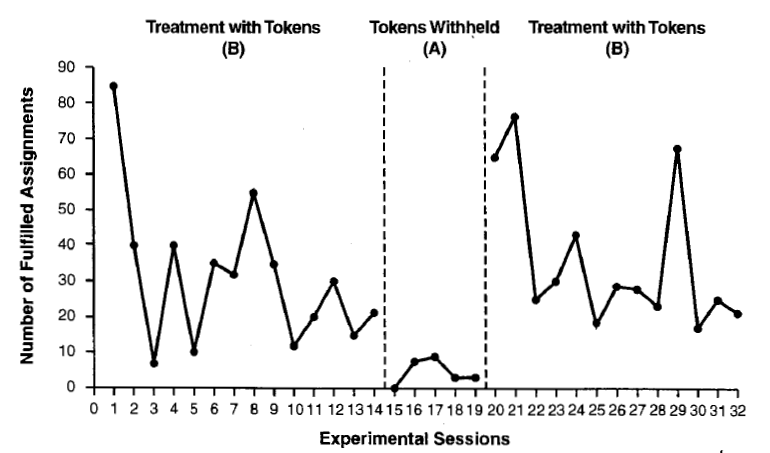 Treatment with Tokens
(B)
Tokens Withheld
(A)
Treatment with Tokens
(B)
Number of Fulfilled Assignments
90
80
70
60
50
40
30
20
10
0
0 1 2 3 4 5 6 7 8 9 10 11 12 13 14 15 16 17 18 19 20 21 22 23 24 25 26 27 28 29 30 31 32
Experimental Sessions